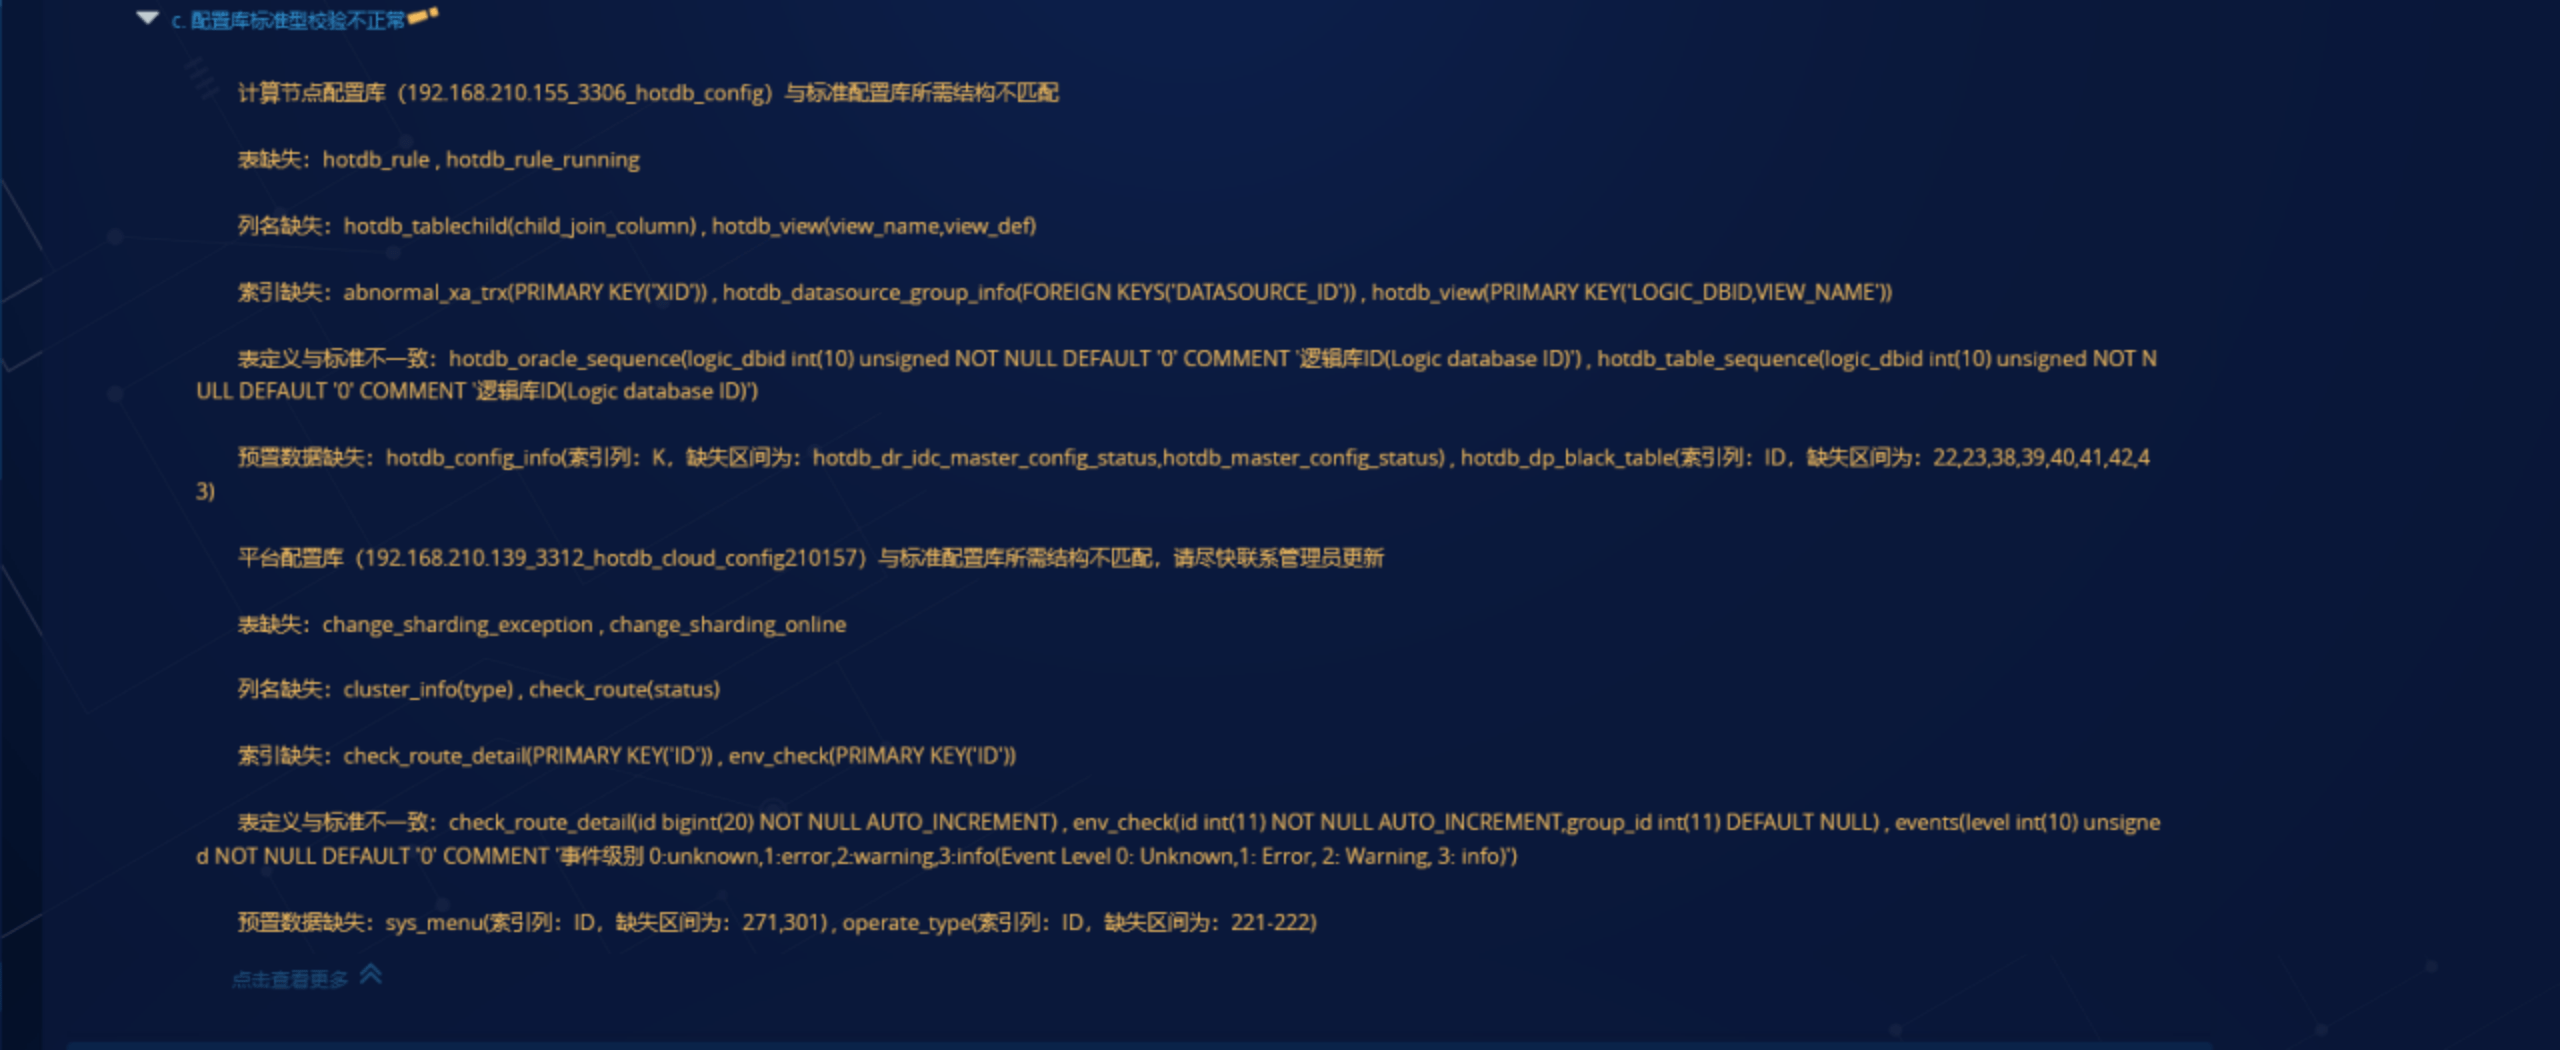 c. 配置库标准型校验不正常
计算节点配置库（192.168.210.155_3306_hotdb_config）与标准配置库所需结构不匹配
表缺失：hotdb_rule , hotdb_rule_running
列名缺失：hotdb_tablechild(child_join_column) , hotdb_view(view_name,view_def)
索引缺失：abnormal_xa_trx(PRIMARY KEY('XID')) , hotdb_datasource_group_info(FOREIGN KEYS('DATASOURCE_ID')) , hotdb_view(PRIMARY KEY('LOGIC_DBID,VIEW_NAME'))
表定义与标准不一致：hotdb_oracle_sequence(logic_dbid int(10) unsigned NOT NULL DEFAULT '0' COMMENT '逻辑库ID(Logic database ID)') , hotdb_table_sequence(logic_dbid int(10) unsigned NOT N
ULL DEFAULT '0' COMMENT '逻辑库ID(Logic database ID)')
预置数据缺失：hotdb_config_info(索引列：K，缺失区间为：hotdb_dr_idc_master_config_status,hotdb_master_config_status) , hotdb_dp_black_table(索引列：ID，缺失区间为：22,23,38,39,40,41,42,4
3)
平台配置库（192.168.210.139_3312_hotdb_cloud_config210157）与标准配置库所需结构不匹配，请尽快联系管理员更新
表缺失：change_sharding_exception , change_sharding_online
列名缺失：cluster_info(type) , check_route(status)
索引缺失：check_route_detail(PRIMARY KEY('ID')) , env_check(PRIMARY KEY('ID'))
表定义与标准不一致：check_route_detail(id bigint(20) NOT NULL AUTO_INCREMENT) , env_check(id int(11) NOT NULL AUTO_INCREMENT,group_id int(11) DEFAULT NULL) , events(level int(10) unsigne
d NOT NULL DEFAULT '0' COMMENT '事件级别 0:unknown,1:error,2:warning,3:info(Event Level 0: Unknown,1: Error, 2: Warning, 3: info)')
预置数据缺失：sys_menu(索引列：ID，缺失区间为：271,301) , operate_type(索引列：ID，缺失区间为：221-222)
点击查看更多